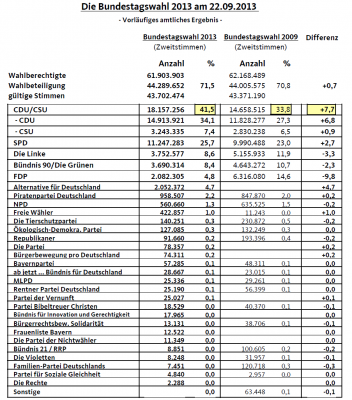 Die Bundestagswahl 2013 am 22.09.2013
- Vorläufiges amtliches Ergebnis -
Bundestagswahl 2013 Bundestagswahl 2009 Differenz
(Zweitstimmen) (Zweitstimmen)
% %
Wahlberechtigte 61.903.903 62.168.489
Wahlbeteiligung 44.289.652 71,5 44.005.575 70,8 +0,7
gültige Stimmen 43.702.474 43.371.190
CDU/CSU 18.157.256 41,5 14.658.515 33,8 +7,7
- CDU 14.913.921 34,1 11.828.277 27,3 +6,8
- CSU 3.243.335 7,4 2.830.238 6,5 +0,9
SPD 11.247.283 25,7 9.990.488 23,0 +2,7
Die Linke 3.752.577 8,6 5.155.933 11,9 -3,3
Bündnis 90/Die Grünen 3.690.314 8,4 4.643.272 10,7 -2,3
FDP 2.082.305 4,8 6.316.080 14,6 -9,8
Alternative für Deutschland 2.052.372 4,7 4,7
Piratenpartei Deutschland 958.507 2,2 847.870 2,0 +0,2
NPD 560.660 1,3 635.525 1,5 -0,2
Freie Wähler 422.857 1,0 11.243 0,0 +1,0
Die Tierschutzpartei 140.251 0,3 230.872 0,5 -0,2
Ökologisch-Demokra. Partei 127.085 0,3 132.249 0,3 0,0
Republikaner 91.660 0,2 193.396 0,4 -0,2
Die Partei 78.357 0,2 +0,2
Bürgerbewegung pro Deutschland 74.311 0,2 +0,2
Bayernpartei 57.285 0,1 48.311 0,1 0,0
ab jetzt ... Bündnis für Deutschland 28.667 0,1 23.015 0,1 0,0
MLPD 25.336 0,1 29.261 0,1 0,0
Rentner Partei Deutschland 25.190 0,1 56.399 0,1 0,0
Partei der Vernunft 25.027 0,1 +0,1
Partei Bibeltreuer Christen 18.529 0,0 40.370 0,1 -0,1
Bündnis für Innovation und Gerechtigkeit 17.965 0,0 0,0
Bürgerrechtsbew. Solidarität 13.131 0,0 38.706 0,1 -0,1
Frauenliste Bayern 12.522 0,0 0,0
Die Partei der Nichtwähler 11.349 0,0 0,0
Bündnis 21 / RRP 8.851 0,0 100.605 0,2 -0,2
Die Violetten 8.248 0,0 31.957 0,1 -0,1
Familien-Partei Deutschlands 7.451 0,0 120.718 0,3 -0,3
Partei für Soziale Gleichheit 4.840 0,0 2.957 0,0 0,0
Die Rechte 2.288 0,0 0,0
Sonstige 0,0 63.448 0,1 -0,1